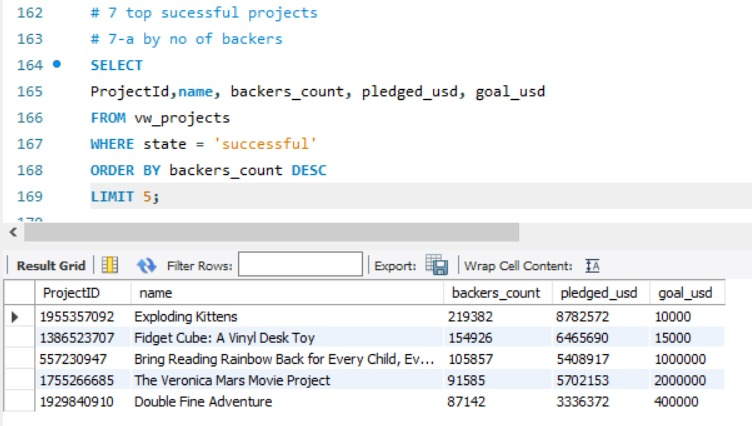 162 # 7 top sucessful projects
163 # 7-a by no of backers
164 SELECT
165 ProjectId,name, backers_count, pledged_usd, goal_usd
166 FROM vw_projects
167 WHERE state = 'successful'
168 ORDER BY backers_count DESC
169 LIMIT 5;
Result Grid Filter Rows: Export: Wrap Cell Content: IA
ProjectID name backers_count pledged_usd goal_usd
1955357092 Exploding Kittens 219382 8782572 10000
1386523707 Fidget Cube: A Vinyl Desk Toy 154926 6465690 15000
557230947 Bring Reading Rainbow Back for Every Child, Ev... 105857 5408917 1000000
1755266685 The Veronica Mars Movie Project 91585 5702153 2000000
1929840910 Double Fine Adventure 87142 3336372 400000